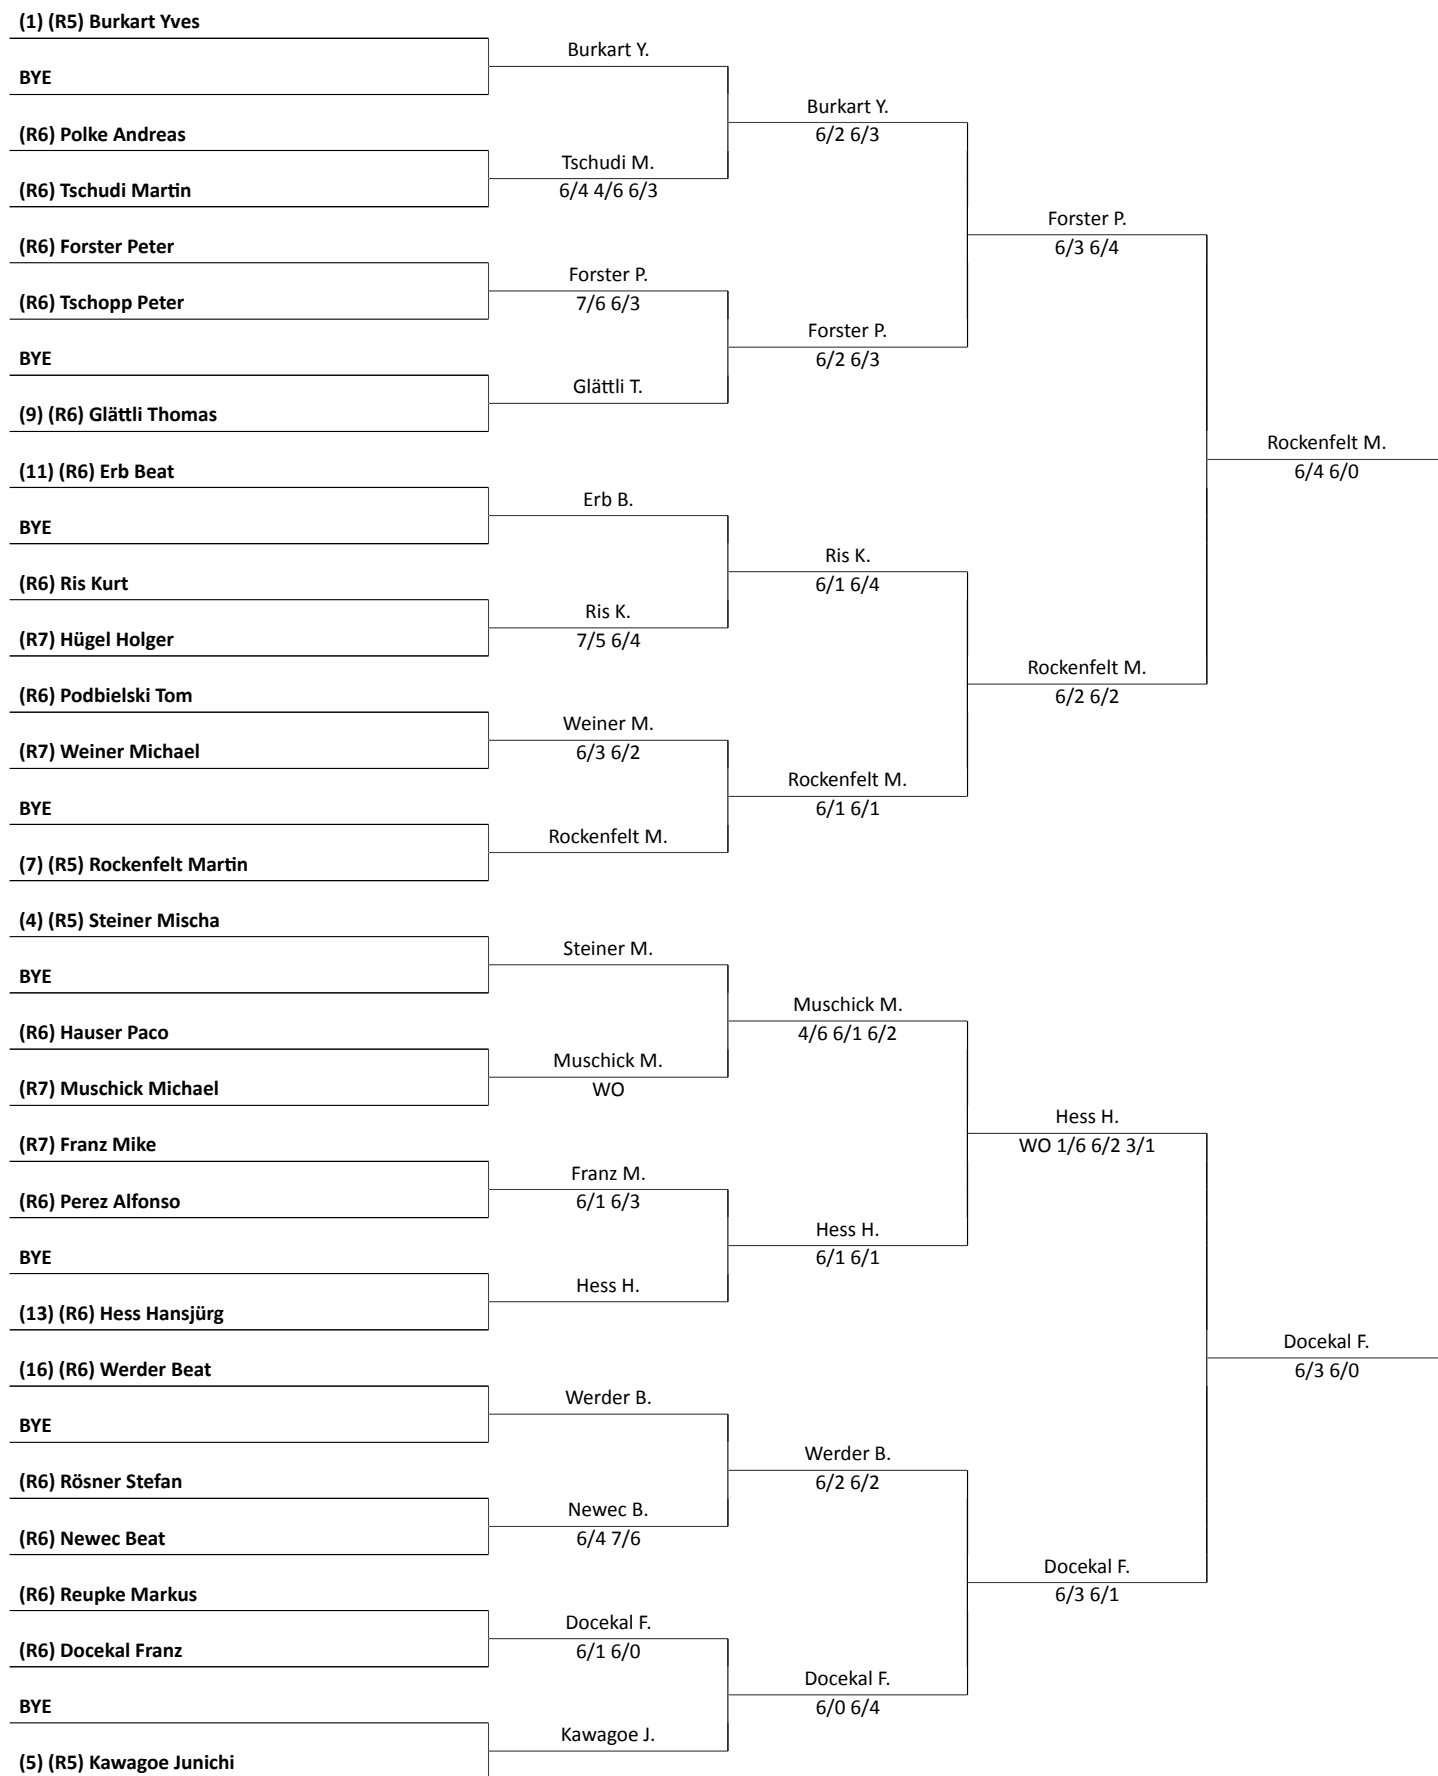 (1) (R5) Burkart Yves
Burkart Y.
BYE
Burkart Y.
6/2 6/3
(R6) Polke Andreas
Tschudi M.
6/4 4/6 6/3
(R6) Tschudi Martin
Forster P.
6/3 6/4
(R6) Forster Peter
Forster P.
7/6 6/3
(R6) Tschopp Peter
Forster P.
6/2 6/3
BYE
Glättli T.
(9) (R6) Glättli Thomas
Rockenfelt M.
6/4 6/0
(11) (R6) Erb Beat
Erb B.
BYE
Ris K.
6/1 6/4
(R6) Ris Kurt
Ris K.
7/5 6/4
(R7) Hügel Holger
Rockenfelt M.
6/2 6/2
(R6) Podbielski Tom
Weiner M.
6/3 6/2
(R7) Weiner Michael
Rockenfelt M.
6/1 6/1
BYE
Rockenfelt M.
(7) (R5) Rockenfelt Martin
(4) (R5) Steiner Mischa
Steiner M.
BYE
Muschick M.
4/6 6/1 6/2
(R6) Hauser Paco
Muschick M.
WO
(R7) Muschick Michael
Hess H.
WO 1/6 6/2 3/1
(R7) Franz Mike
Franz M.
6/1 6/3
(R6) Perez Alfonso
Hess H.
6/1 6/1
BYE
Hess H.
(13) (R6) Hess Hansjürg
Docekal F.
6/3 6/0
(16) (R6) Werder Beat
Werder B.
BYE
Werder B.
6/2 6/2
(R6) Rösner Stefan
Newec B.
6/4 7/6
(R6) Newec Beat
Docekal F.
6/3 6/1
(R6) Reupke Markus
Docekal F.
6/1 6/0
(R6) Docekal Franz
Docekal F.
6/0 6/4
BYE
Kawagoe J.
(5) (R5) Kawagoe Junichi